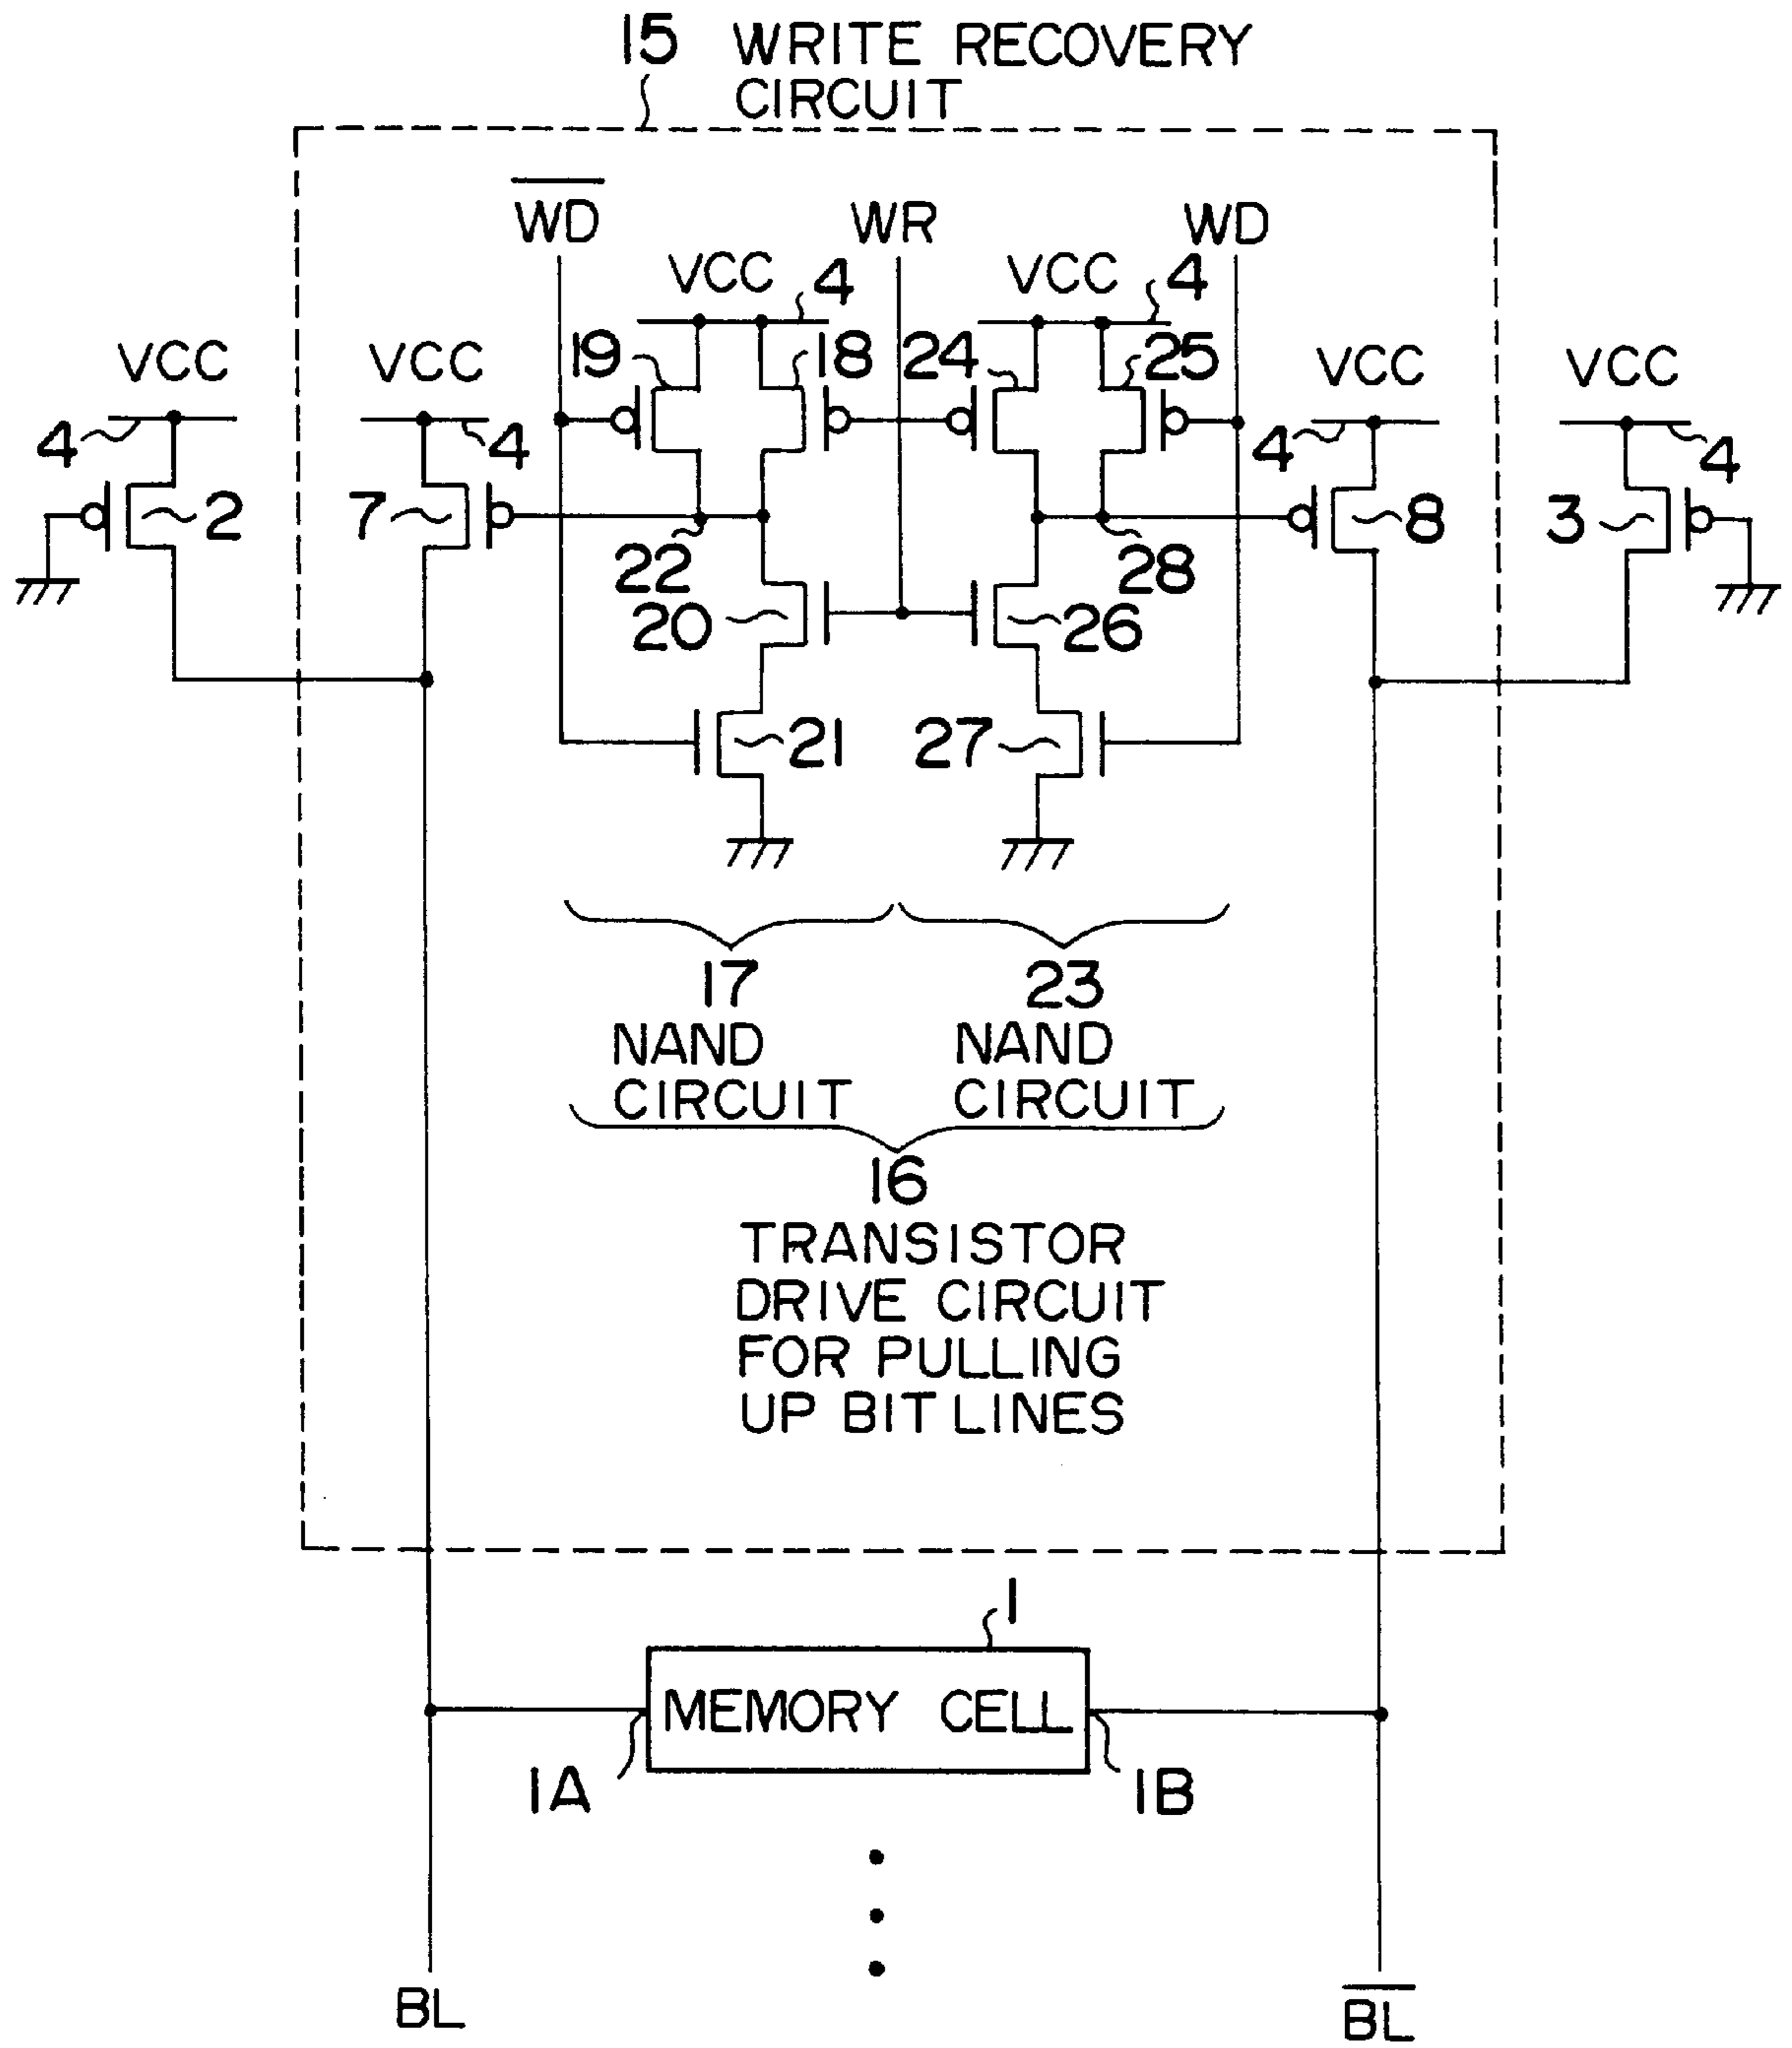 15 WRITE RECOVERY
CIRCUIT
W̅D̅ WR WD
VCC 4 VCC 4
19 18 24 25
VCC VCC VCC VCC
4 4 4 4
2 7 8 3
22 28
20 26
21 27
17 23
NAND NAND
CIRCUIT CIRCUIT
16
TRANSISTOR
DRIVE CIRCUIT
FOR PULLING
UP BIT LINES
1
MEMORY CELL
1A 1B
BL B̅L̅